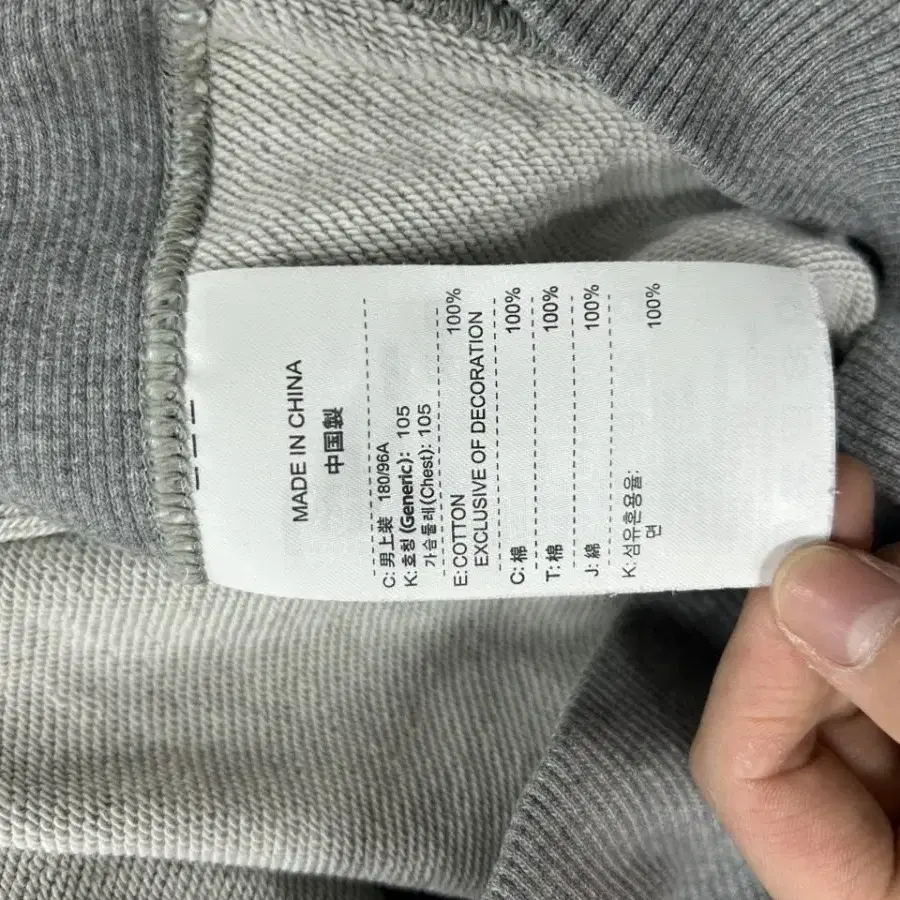 MADE IN CHINA
中国製
C: 男上装 180/96A
K: 호칭 (Generic): 105
가슴둘레 (Chest): 105
E: COTTON 100%
EXCLUSIVE OF DECORATION
C: 棉 100%
T: 棉 100%
J: 綿 100%
K: 섬유혼용율:
면 100%